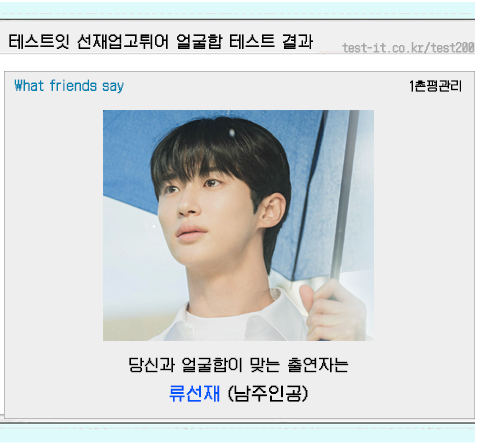 테스트잇 선재업고튀어 얼굴합 테스트 결과
test-it.co.kr/test200
What friends say
1촌평관리
당신과 얼굴합이 맞는 출연자는
류선재 (남주인공)